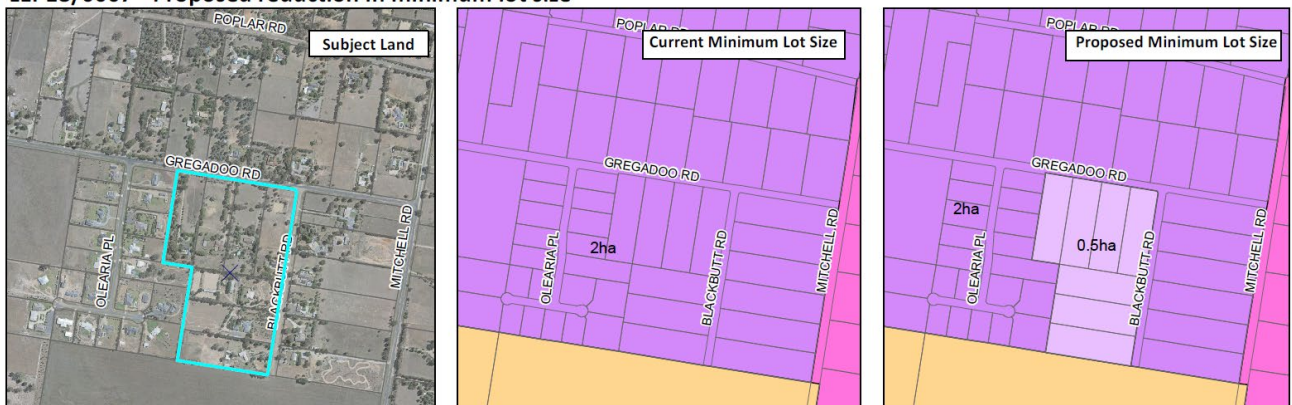 LEP18/0007 - Proposed reduction in minimum lot size
Subject Land
POPLAR RD
GREGADOO RD
OLEARIA PL
BLACKBUTT RD
MITCHELL RD
Current Minimum Lot Size
POPLAR RD
GREGADOO RD
2ha
OLEARIA PL
BLACKBUTT RD
MITCHELL RD
Proposed Minimum Lot Size
POPLAR RD
GREGADOO RD
2ha
0.5ha
OLEARIA PL
BLACKBUTT RD
MITCHELL RD